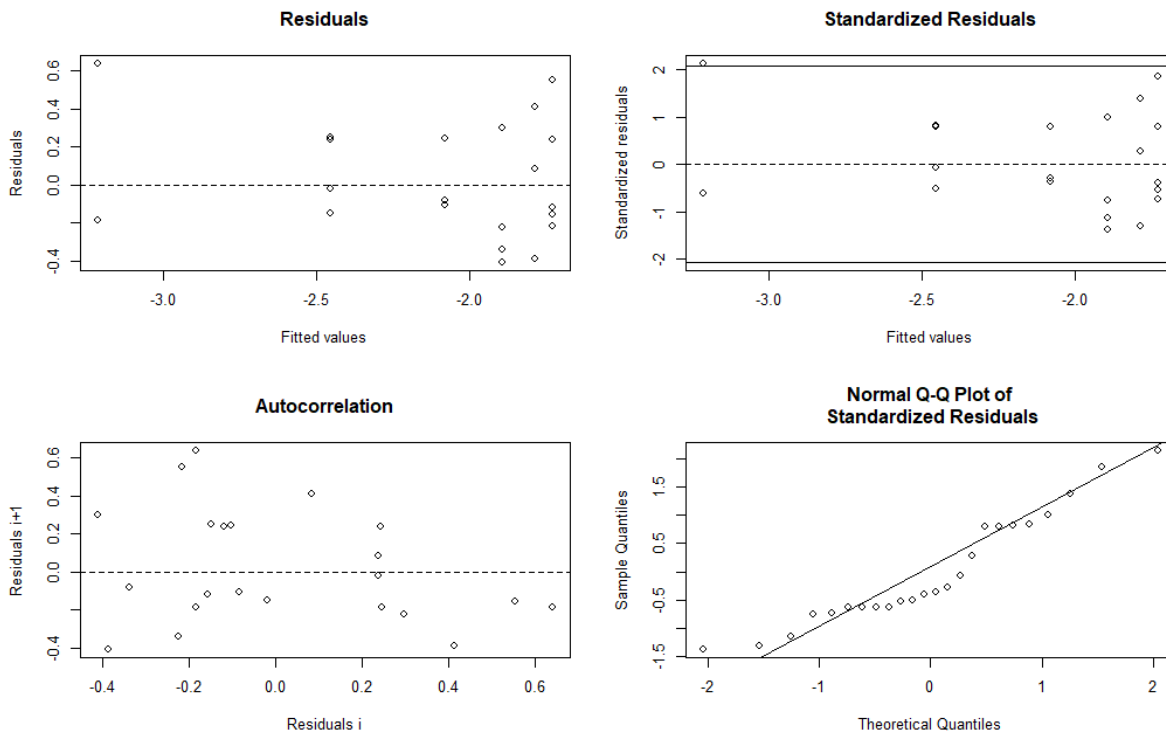 Residuals
Residuals
0.6
0.4
0.2
0.0
-0.4
-3.0 -2.5 -2.0
Fitted values
Standardized Residuals
Standardized residuals
2
1
0
-1
-2
-3.0 -2.5 -2.0
Fitted values
Autocorrelation
Residuals i+1
0.6
0.4
0.2
0.0
-0.4
-0.4 -0.2 0.0 0.2 0.4 0.6
Residuals i
Normal Q-Q Plot of
Standardized Residuals
Sample Quantiles
1.5
0.5
-0.5
-1.5
-2 -1 0 1 2
Theoretical Quantiles